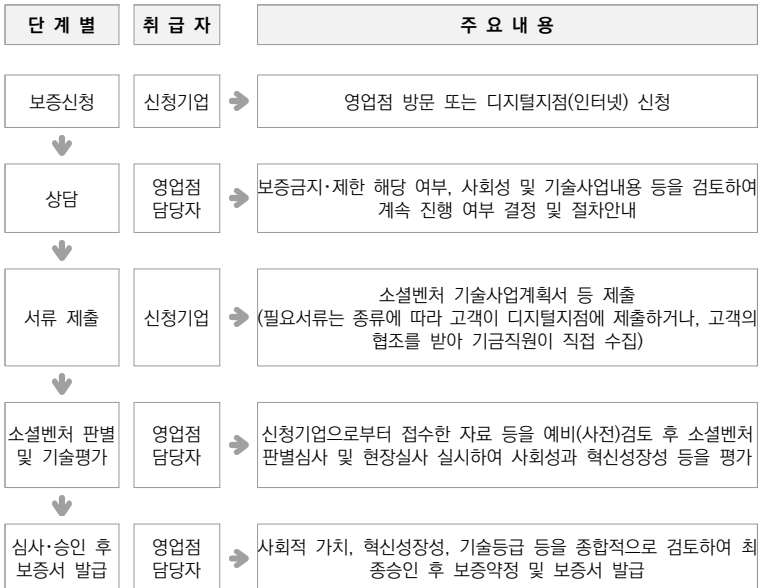 단 계 별
취 급 자
주 요 내 용
보증신청
신청기업
영업점 방문 또는 디지털지점(인터넷) 신청
상담
영업점
담당자
보증금지·제한 해당 여부, 사회성 및 기술사업내용 등을 검토하여
계속 진행 여부 결정 및 절차안내
서류 제출
신청기업
소셜벤처 기술사업계획서 등 제출
(필요서류는 종류에 따라 고객이 디지털지점에 제출하거나, 고객의
협조를 받아 기금직원이 직접 수집)
소셜벤처 판별
및 기술평가
영업점
담당자
신청기업으로부터 접수한 자료 등을 예비(사전)검토 후 소셜벤처
판별심사 및 현장실사 실시하여 사회성과 혁신성장성 등을 평가
심사·승인 후
보증서 발급
영업점
담당자
사회적 가치, 혁신성장성, 기술등급 등을 종합적으로 검토하여 최
종승인 후 보증약정 및 보증서 발급